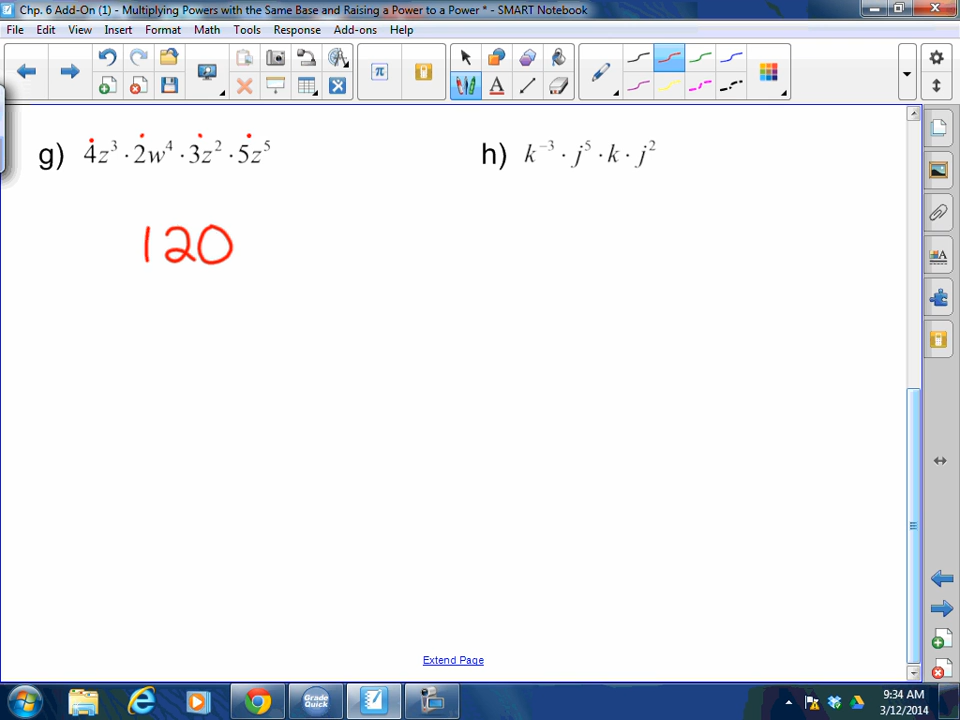 Chp. 6 Add-On (1) - Multiplying Powers with the Same Base and Raising a Power to a Power * - SMART Notebook
File Edit View Insert Format Math Tools Response Add-ons Help
g) 4z³ · 2w⁴ · 3z² · 5z⁵ h) k⁻³ · j⁵ · k · j²
120
Extend Page
Grade Quick
9:34 AM
3/12/2014